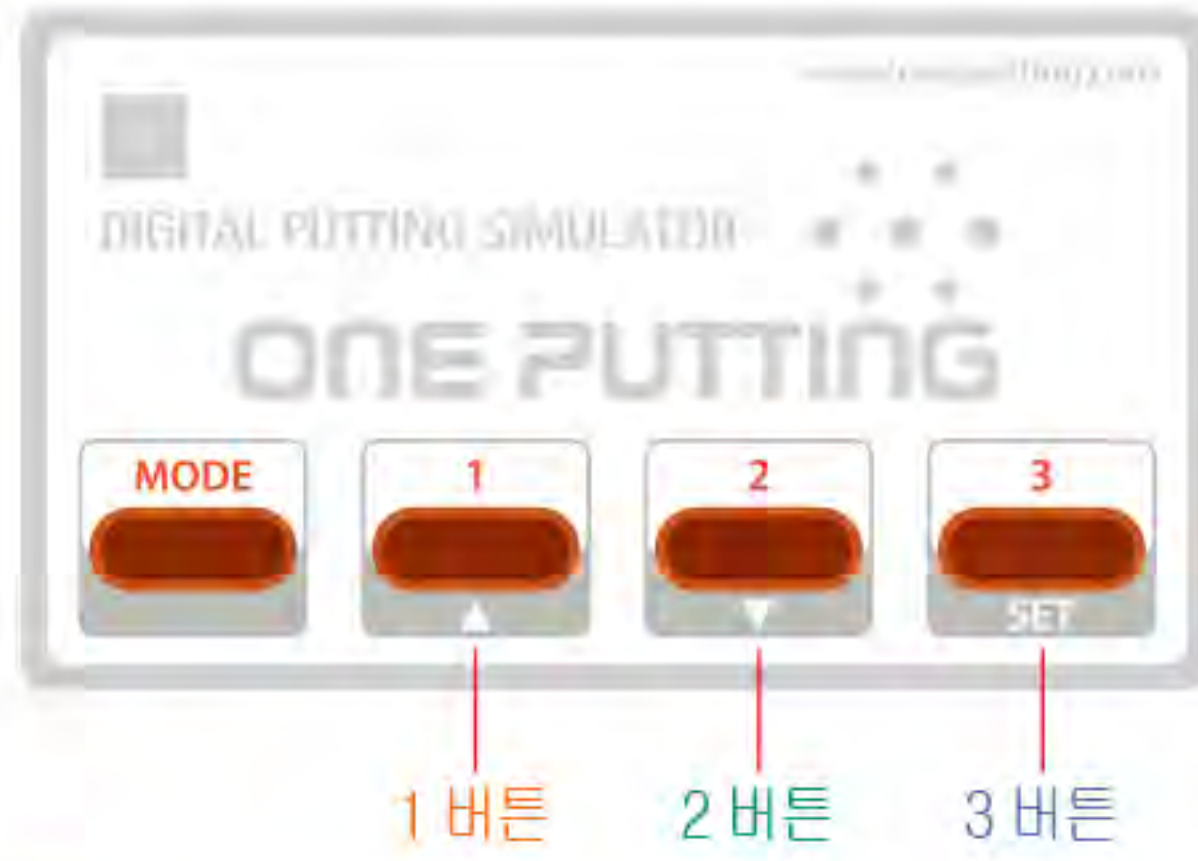 DIGITAL PUTTING SIMULATOR
ONE PUTTING
MODE 1 2 3
▲ ▼ SET
1 버튼 2 버튼 3 버튼